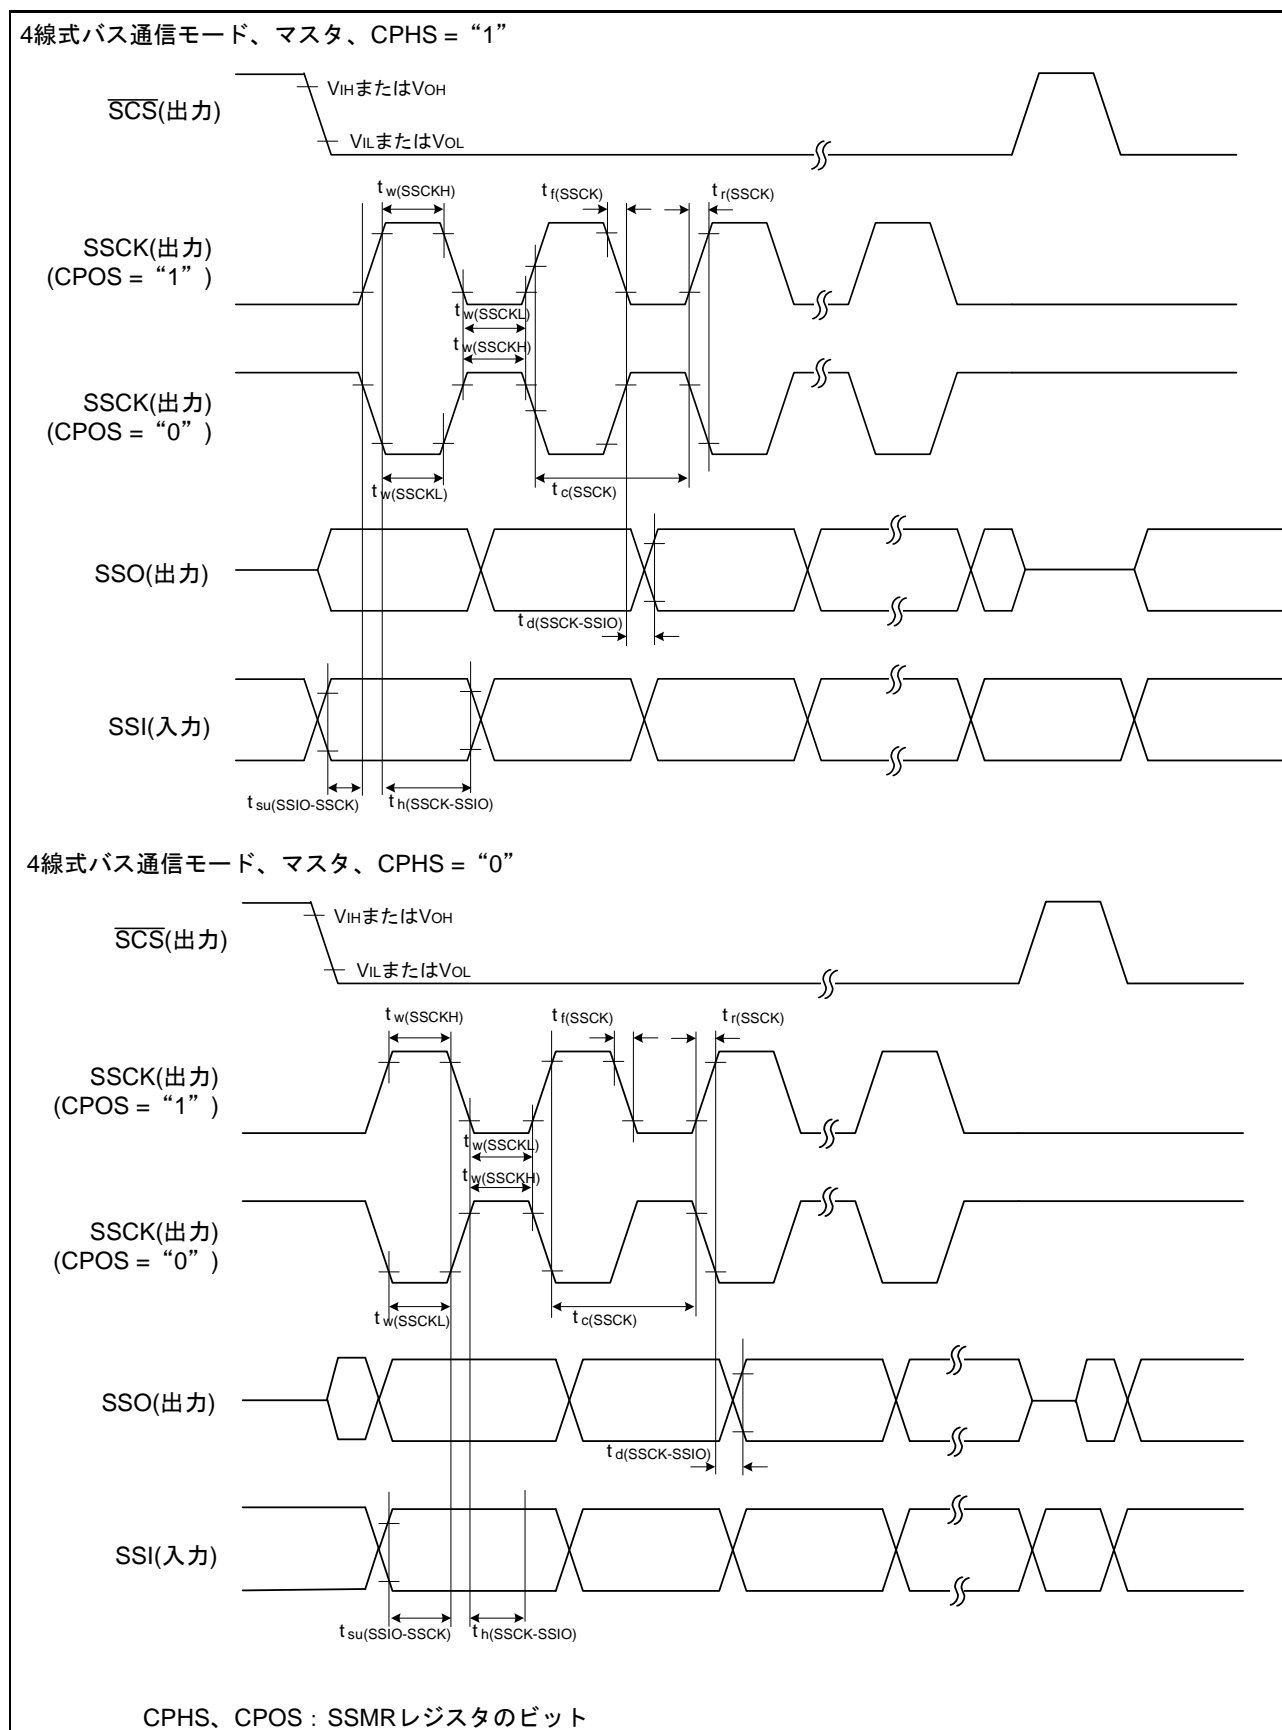 4線式バス通信モード、マスタ、CPHS = “1”
VIHまたはVOH
SCS(出力)
VILまたはVOL
tw(SSCKH)
tf(SSCK)
tr(SSCK)
SSCK(出力)
(CPOS = “1” )
tw(SSCKL)
tw(SSCKH)
SSCK(出力)
(CPOS = “0” )
tw(SSCKL)
tc(SSCK)
SSO(出力)
td(SSCK-SSIO)
SSI(入力)
tsu(SSIO-SSCK)
th(SSCK-SSIO)
4線式バス通信モード、マスタ、CPHS = “0”
VIHまたはVOH
SCS(出力)
VILまたはVOL
tw(SSCKH)
tf(SSCK)
tr(SSCK)
SSCK(出力)
(CPOS = “1” )
tw(SSCKL)
tw(SSCKH)
SSCK(出力)
(CPOS = “0” )
tw(SSCKL)
tc(SSCK)
SSO(出力)
td(SSCK-SSIO)
SSI(入力)
tsu(SSIO-SSCK)
th(SSCK-SSIO)
CPHS、CPOS : SSMRレジスタのビット